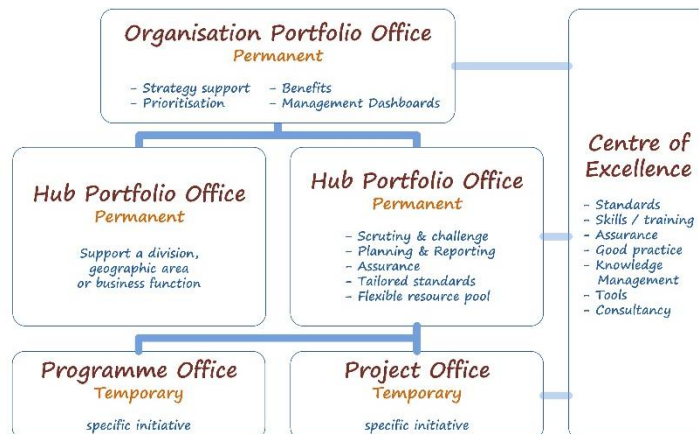 Organisation Portfolio Office
Permanent
- Strategy support
- Prioritisation
- Benefits
- Management Dashboards
Hub Portfolio Office
Permanent
Support a division,
geographic area
or business function
Hub Portfolio Office
Permanent
- Scrutiny & challenge
- Planning & Reporting
- Assurance
- Tailored standards
- Flexible resource pool
Programme Office
Temporary
specific initiative
Project Office
Temporary
specific initiative
Centre of
Excellence
- Standards
- Skills / training
- Assurance
- Good practice
- Knowledge
Management
- Tools
- Consultancy